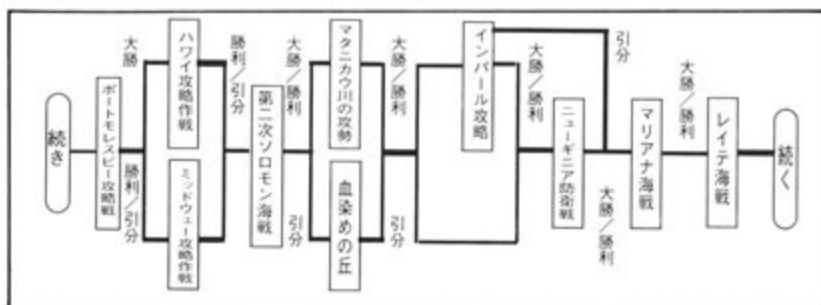 続き
ポートモレスビー攻略戦
大勝
勝利/引分
ハワイ攻略作戦
ミッドウェー攻略作戦
勝利/引分
第二次ソロモン海戦
大勝/勝利
引分
マタニカウ川の攻勢
血染めの丘
大勝/勝利
引分
インパール攻略
大勝/勝利
ニューギニア防衛戦
引分
大勝/勝利
マリアナ海戦
大勝/勝利
レイテ海戦
続く